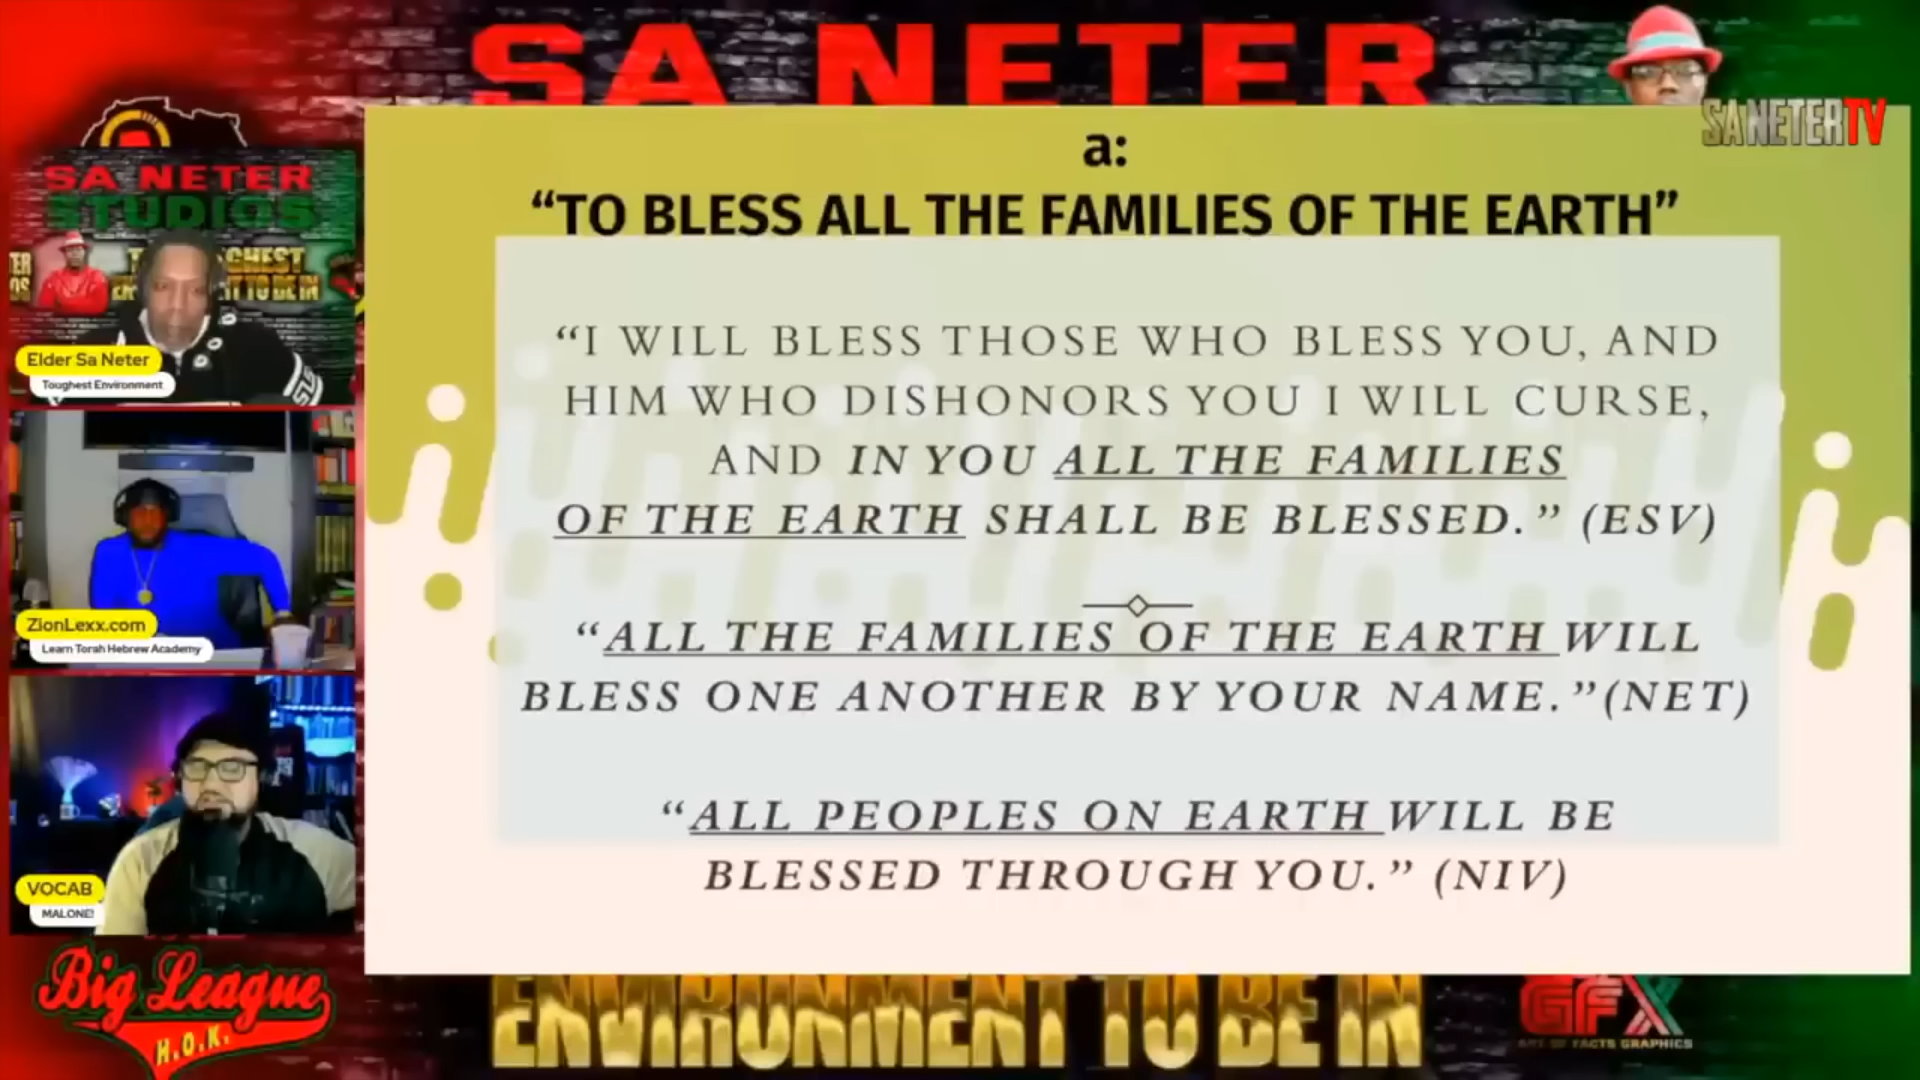 SA NETER
SANETERTV
a:
“TO BLESS ALL THE FAMILIES OF THE EARTH”
“I WILL BLESS THOSE WHO BLESS YOU, AND
HIM WHO DISHONORS YOU I WILL CURSE,
AND IN YOU ALL THE FAMILIES
OF THE EARTH SHALL BE BLESSED.” (ESV)
“ALL THE FAMILIES OF THE EARTH WILL
BLESS ONE ANOTHER BY YOUR NAME.”(NET)
“ALL PEOPLES ON EARTH WILL BE
BLESSED THROUGH YOU.” (NIV)
SA NETER
STUDIOS
Elder Sa Neter
Toughest Environment
ZionLexx.com
Learn Torah Hebrew Academy
VOCAB
MALONE!
Big League
H.O.K.
ENVIRONMENT TO BE IN
GFX
ART OF FACTS GRAPHICS